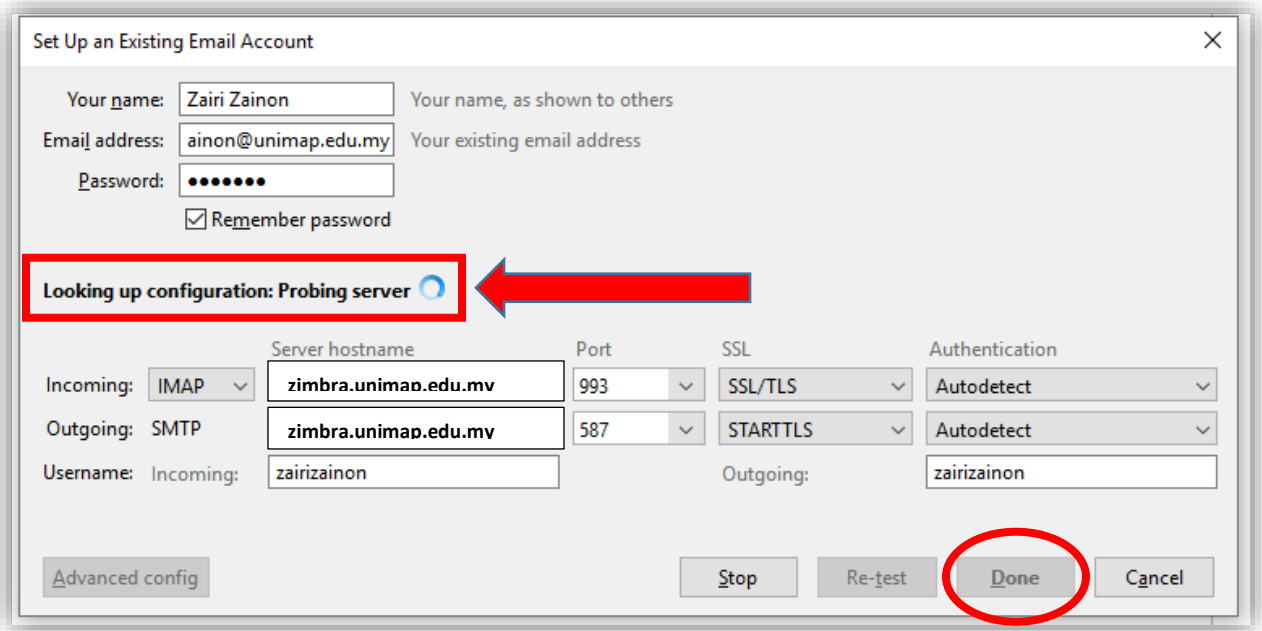 Set Up an Existing Email Account
Your name: Zairi Zainon Your name, as shown to others
Email address: ainon@unimap.edu.my Your existing email address
Password: •••••••
Remember password
Looking up configuration: Probing server
Server hostname Port SSL Authentication
Incoming: IMAP zimbra.unimap.edu.my 993 SSL/TLS Autodetect
Outgoing: SMTP zimbra.unimap.edu.my 587 STARTTLS Autodetect
Username: Incoming: zairizainon Outgoing: zairizainon
Advanced config Stop Re-test Done Cancel